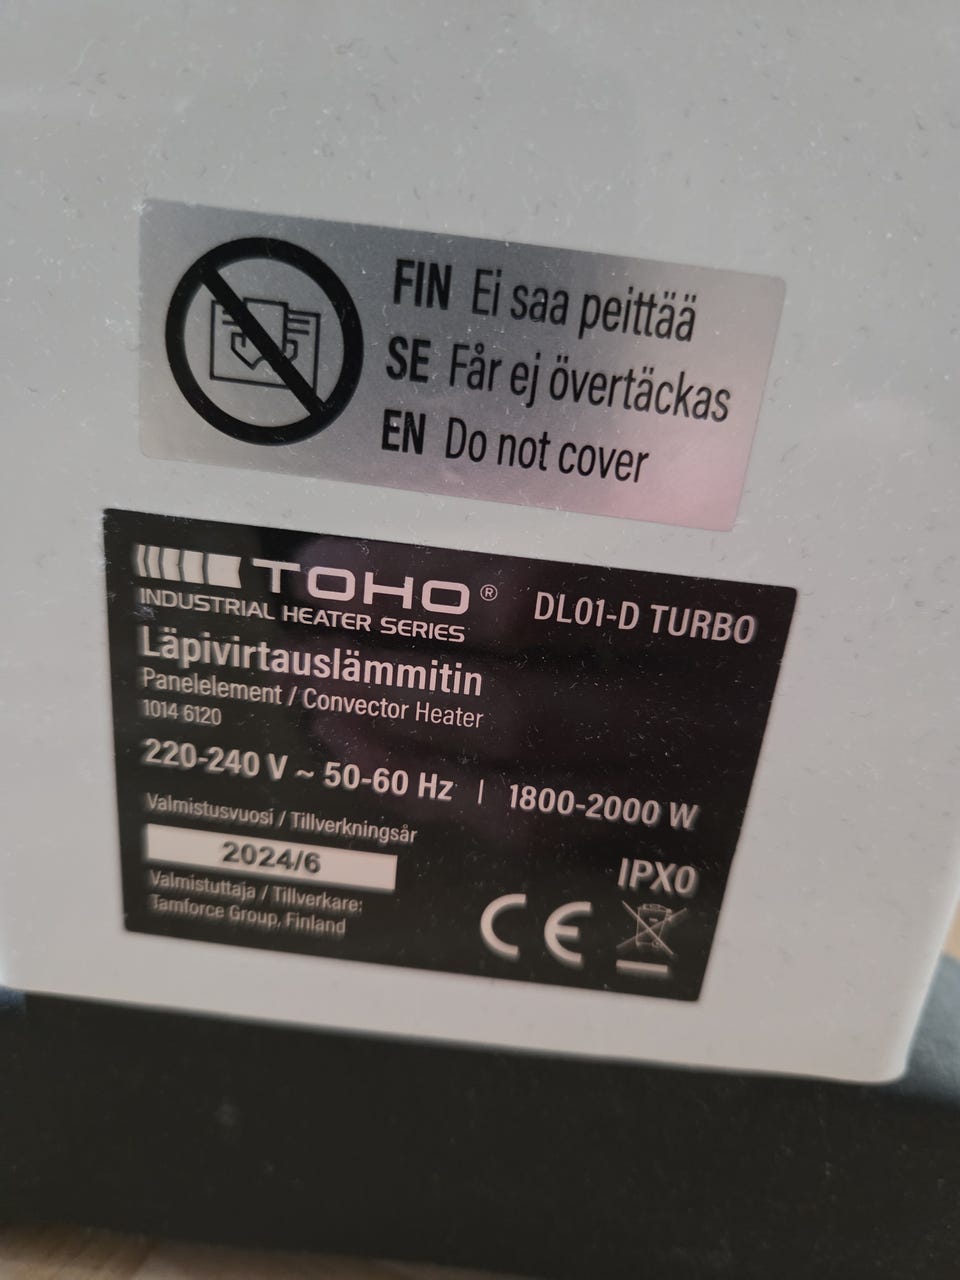 FIN Ei saa peittää
SE Får ej övertäckas
EN Do not cover
TOHO® DL01-D TURBO
INDUSTRIAL HEATER SERIES
Läpivirtauslämmitin
Panelelement / Convector Heater
1014 6120
220-240 V ~ 50-60 Hz | 1800-2000 W
Valmistusvuosi / Tillverkningsår
2024/6
IPX0
Valmistuttaja / Tillverkare:
Tamforce Group, Finland
CE